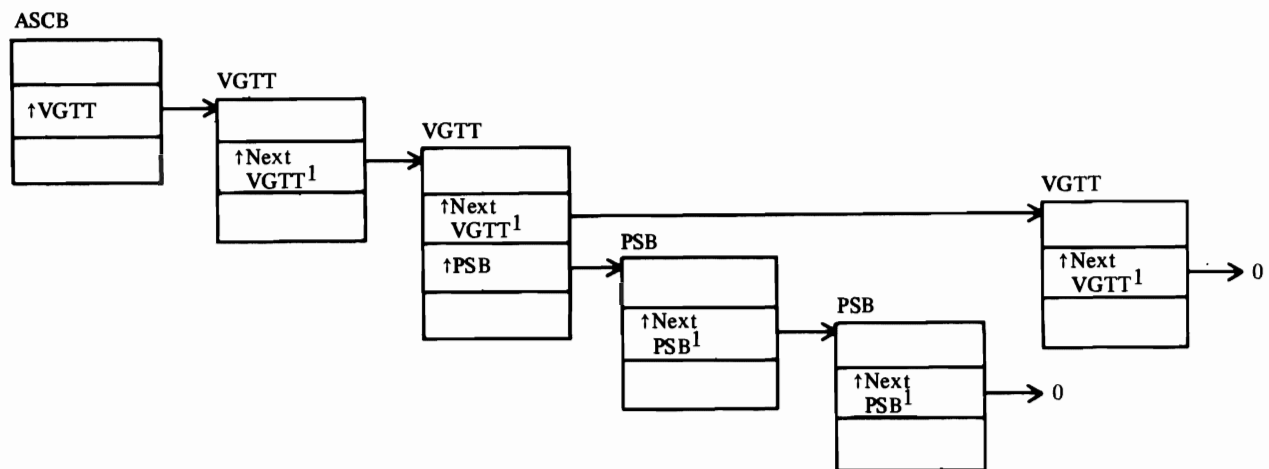 ASCB
↑VGTT
VGTT
↑Next
VGTT1
VGTT
↑Next
VGTT1
↑PSB
PSB
↑Next
PSB1
PSB
↑Next
PSB1
0
VGTT
↑Next
VGTT1
0